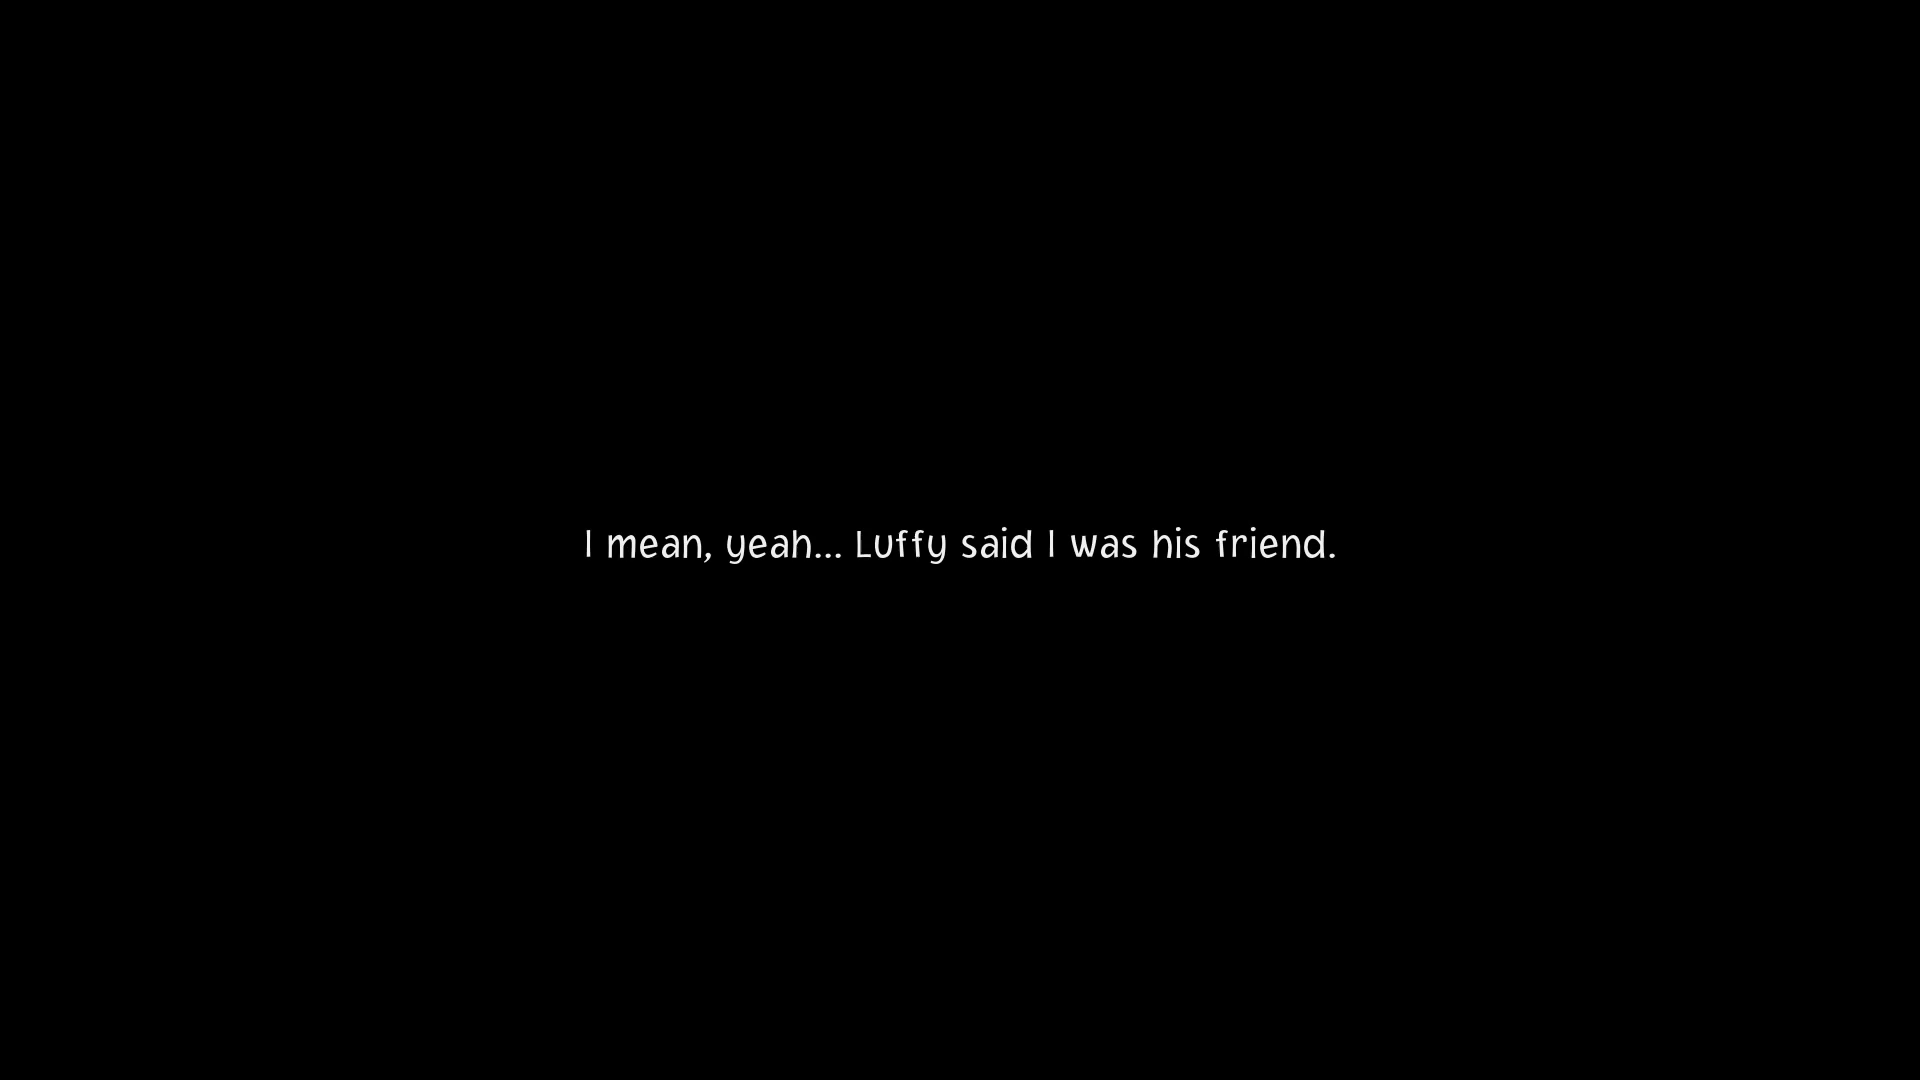 I mean, yeah... Luffy said I was his friend.